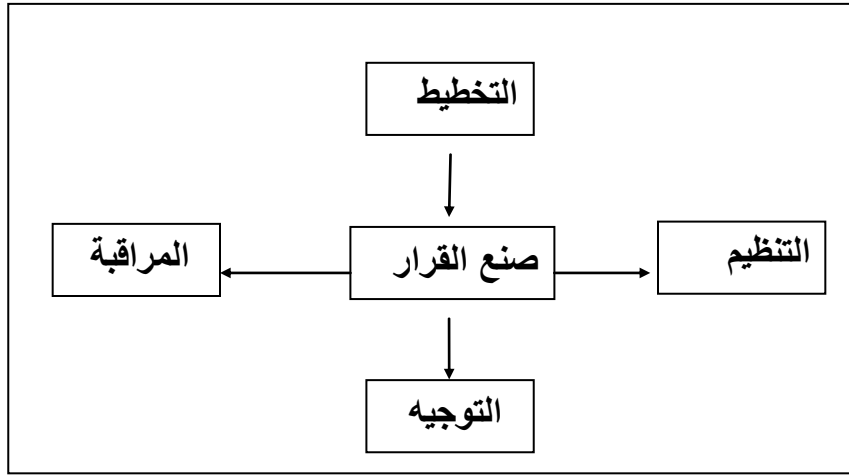 التخطيط
التنظيم
صنع القرار
المراقبة
التوجيه